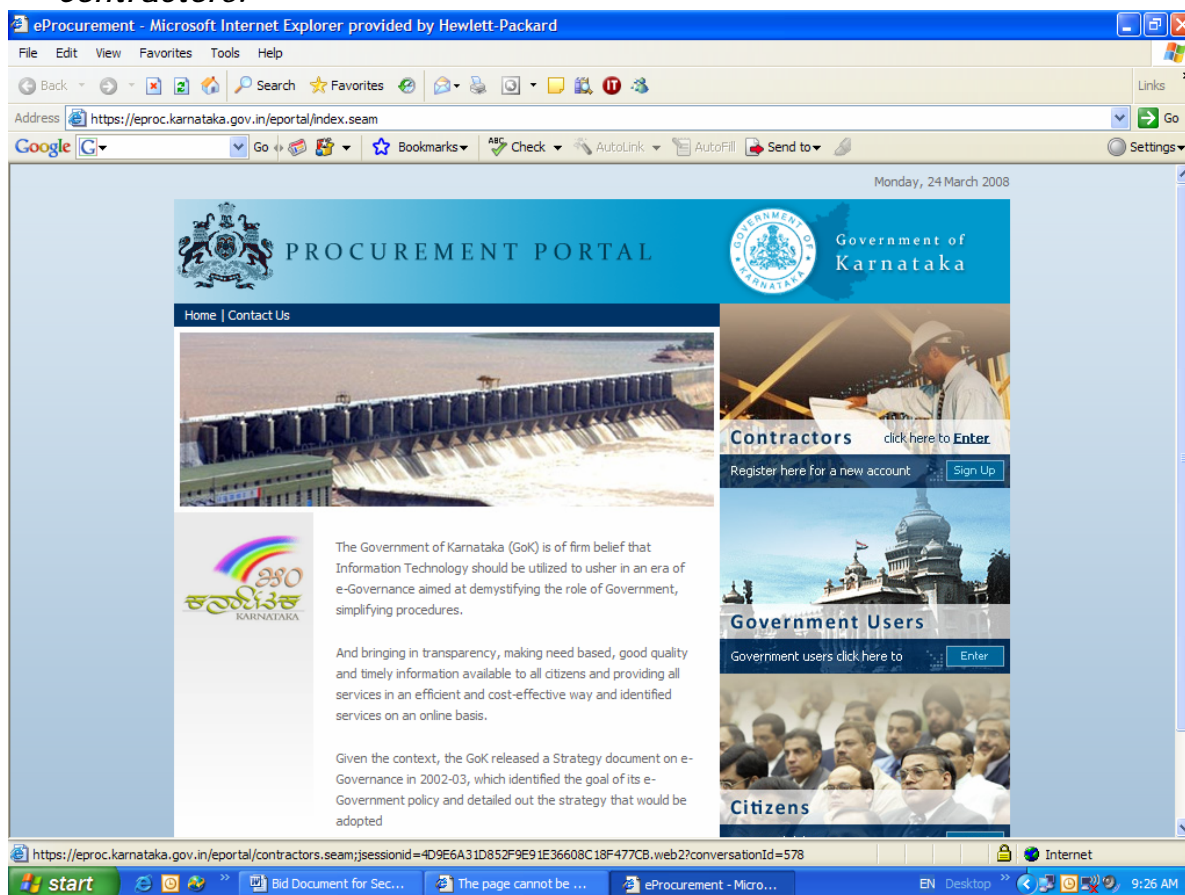 contractors.
eProcurement - Microsoft Internet Explorer provided by Hewlett-Packard
File Edit View Favorites Tools Help
Back Search Favorites Links
Address https://eproc.karnataka.gov.in/eportal/index.seam Go
Google G Go Bookmarks ABC Check AutoLink AutoFill Send to Settings
Monday, 24 March 2008
PROCUREMENT PORTAL
GOVERNMENT OF KARNATAKA
Government of
Karnataka
Home | Contact Us
Contractors click here to Enter
Register here for a new account Sign Up
ಕರ್ನಾಟಕ
KARNATAKA
The Government of Karnataka (GoK) is of firm belief that
Information Technology should be utilized to usher in an era of
e-Governance aimed at demystifying the role of Government,
simplifying procedures.
And bringing in transparency, making need based, good quality
and timely information available to all citizens and providing all
services in an efficient and cost-effective way and identified
services on an online basis.
Given the context, the GoK released a Strategy document on e-
Governance in 2002-03, which identified the goal of its e-
Government policy and detailed out the strategy that would be
adopted
Government Users
Government users click here to Enter
Citizens
https://eproc.karnataka.gov.in/eportal/contractors.seam;jsessionid=4D9E6A31D852F9E91E36608C18F477CB.web2?conversationId=578 Internet
start Bid Document for Sec... The page cannot be ... eProcurement - Micro... EN Desktop 9:26 AM